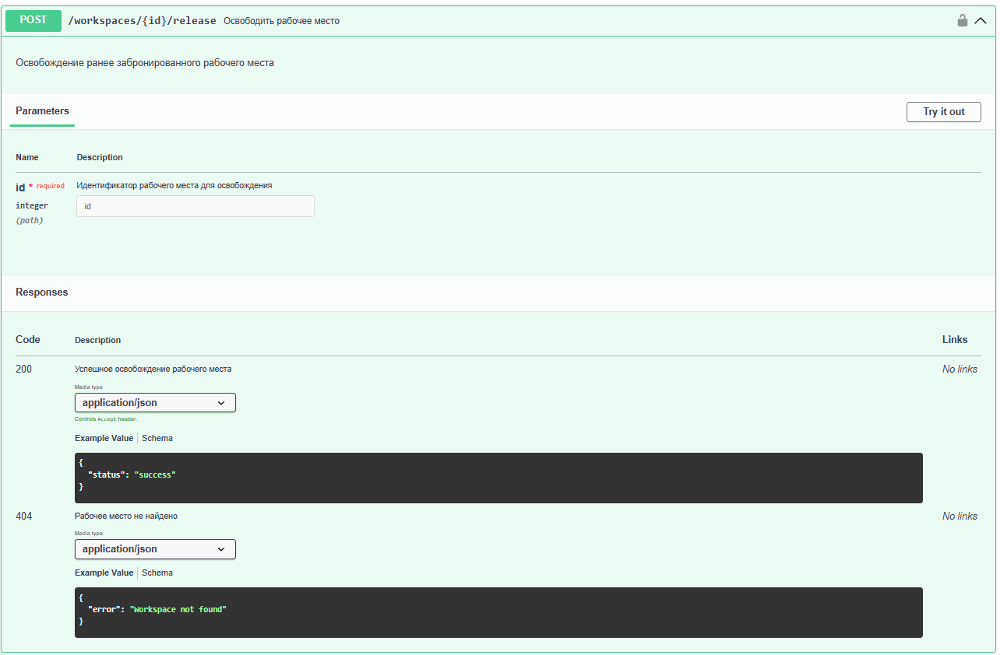 POST /workspaces/{id}/release Освободить рабочее место
Освобождение ранее забронированного рабочего места
Parameters
Try it out
Name Description
id * required Идентификатор рабочего места для освобождения
integer id
(path)
Responses
Code Description Links
200 Успешное освобождение рабочего места No links
Media type
application/json
Controls Accept header.
Example Value Schema
{
"status": "success"
}
404 Рабочее место не найдено No links
Media type
application/json
Example Value Schema
{
"error": "Workspace not found"
}